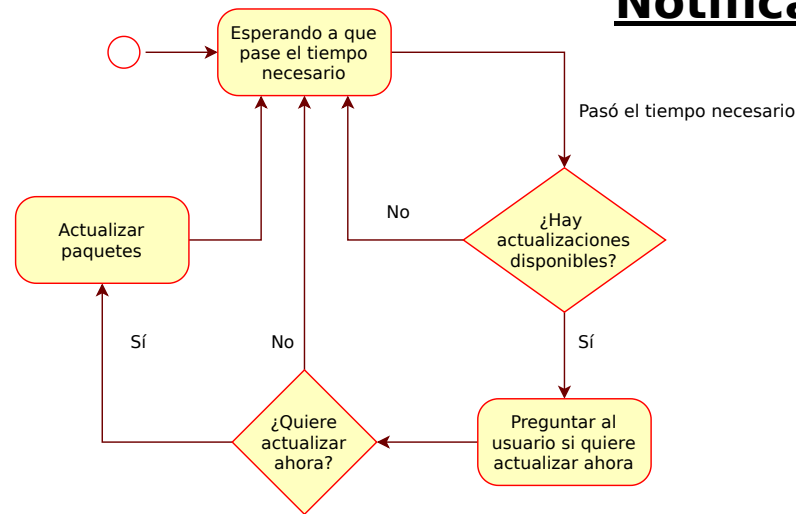 Esperando a que
pase el tiempo
necesario
Pasó el tiempo necesario
Actualizar
paquetes
No
¿Hay
actualizaciones
disponibles?
Sí
No
Sí
¿Quiere
actualizar
ahora?
Preguntar al
usuario si quiere
actualizar ahora